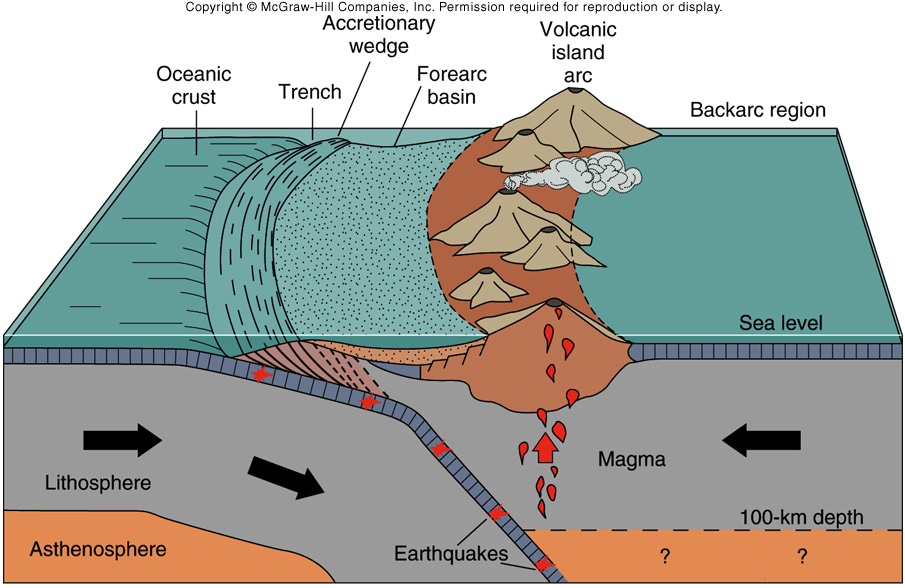 Copyright © McGraw-Hill Companies, Inc. Permission required for reproduction or display.
Accretionary
wedge
Volcanic
island
arc
Oceanic
crust
Trench
Forearc
basin
Backarc region
Sea level
Magma
Lithosphere
100-km depth
Asthenosphere
Earthquakes
?
?